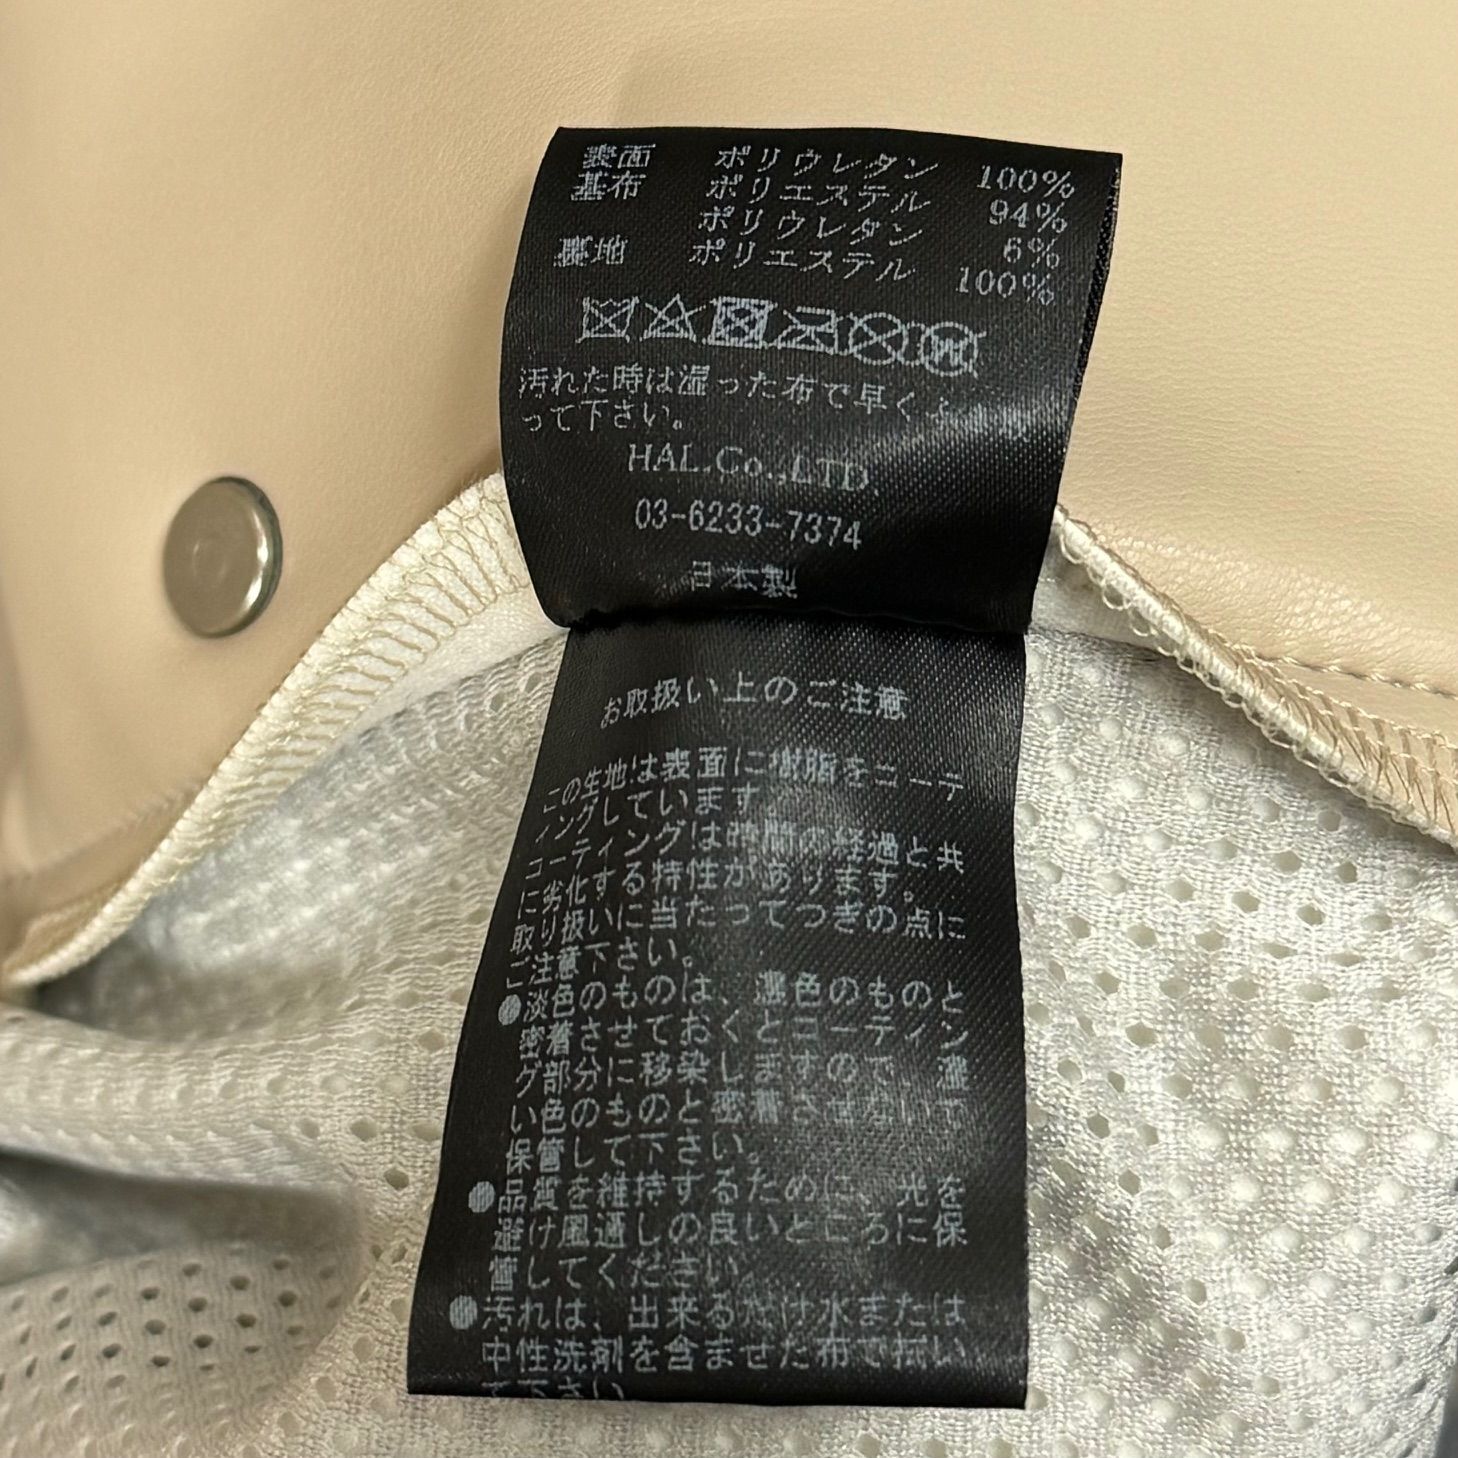 表面 ポリウレタン 100%
基布 ポリエステル 94%
ポリウレタン 6%
裏地 ポリエステル 100%
W
汚れた時は湿った布で早くふき取
って下さい。
HAL.Co.,LTD.
03-6233-7374
日本製
お取扱い上のご注意
この生地は表面に樹脂をコーテ
ィングしています。
コーティングは時間の経過と共
に劣化する特性があります。
取り扱いに当たってつぎの点に
ご注意下さい。
●淡色のものは、濃色のものと
密着させておくとコーティン
グ部分に移染しますので、濃
い色のものと密着させないで
保管して下さい。
●品質を維持するために、光を
避け風通しの良いところに保
管してください。
●汚れは、出来るだけ水または
中性洗剤を含ませた布で拭い
て下さい